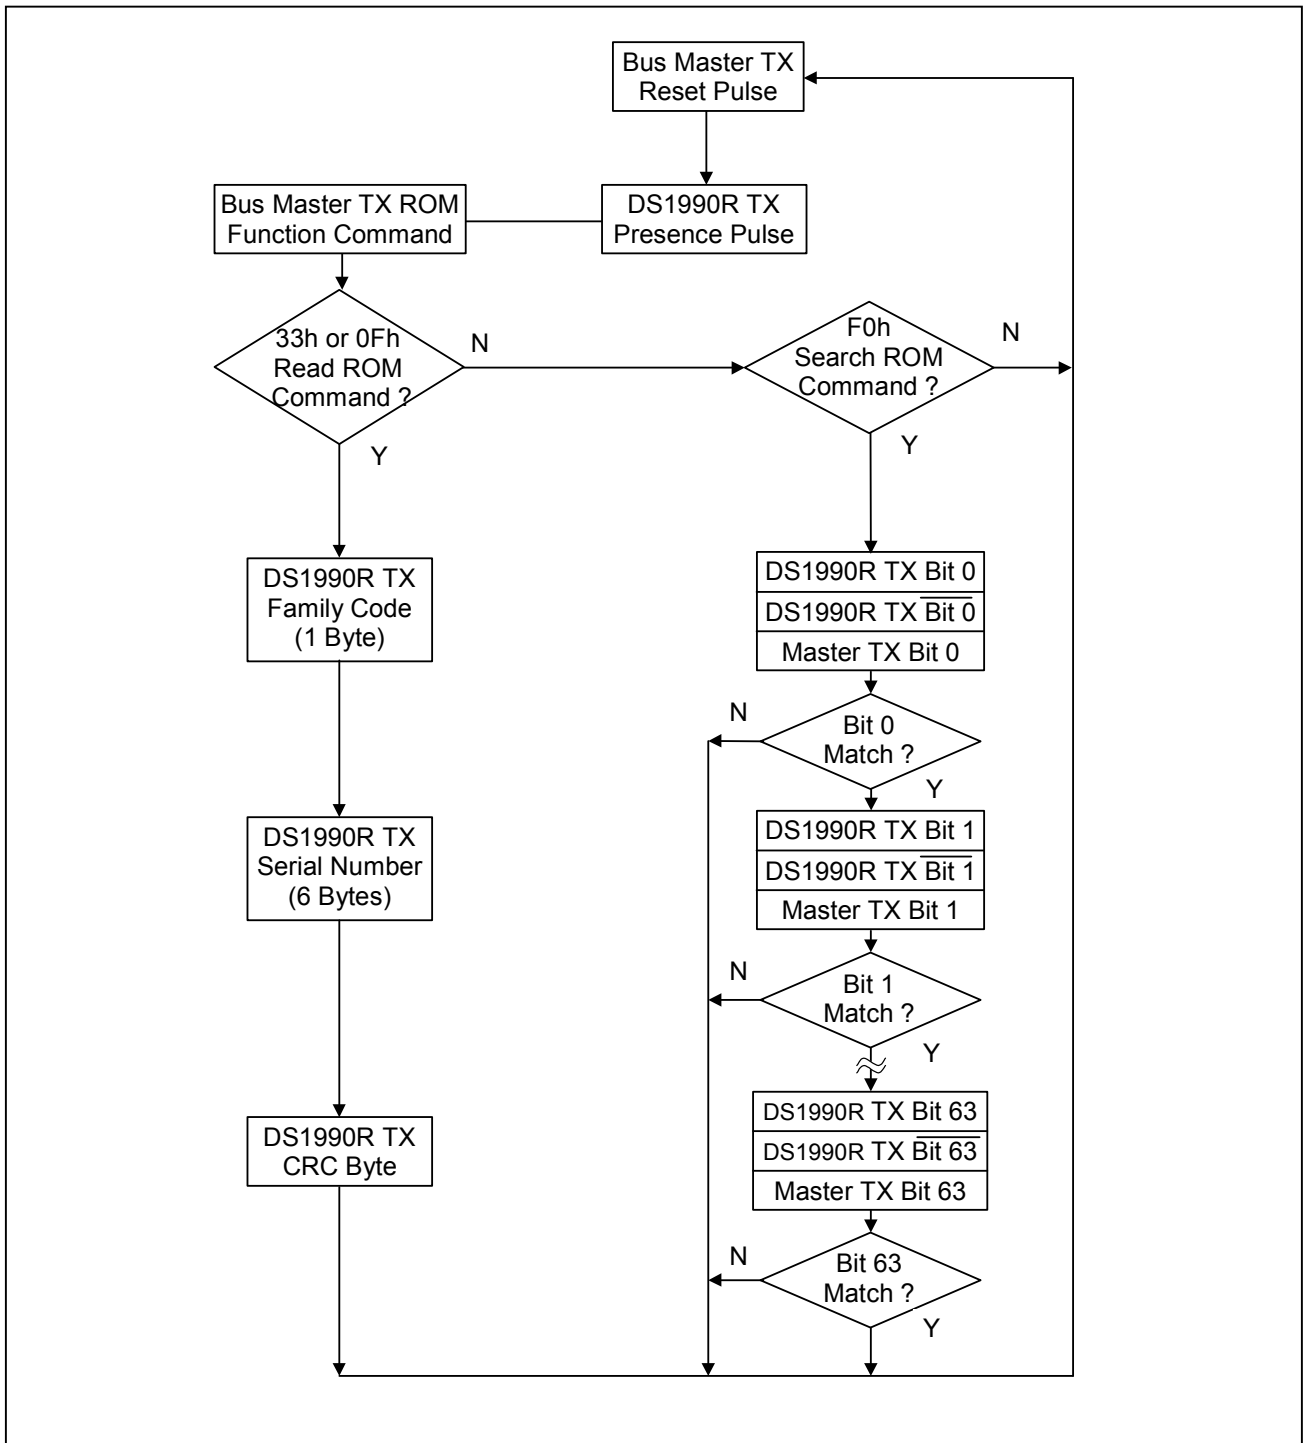 Bus Master TX
Reset Pulse
Bus Master TX ROM
Function Command
DS1990R TX
Presence Pulse
33h or 0Fh
Read ROM
Command ?
N
Y
F0h
Search ROM
Command ?
N
Y
DS1990R TX
Family Code
(1 Byte)
DS1990R TX
Serial Number
(6 Bytes)
DS1990R TX
CRC Byte
DS1990R TX Bit 0
DS1990R TX B̅i̅t̅ ̅0̅
Master TX Bit 0
N
Bit 0
Match ?
Y
DS1990R TX Bit 1
DS1990R TX B̅i̅t̅ ̅1̅
Master TX Bit 1
N
Bit 1
Match ?
Y
DS1990R TX Bit 63
DS1990R TX B̅i̅t̅ ̅6̅3̅
Master TX Bit 63
N
Bit 63
Match ?
Y